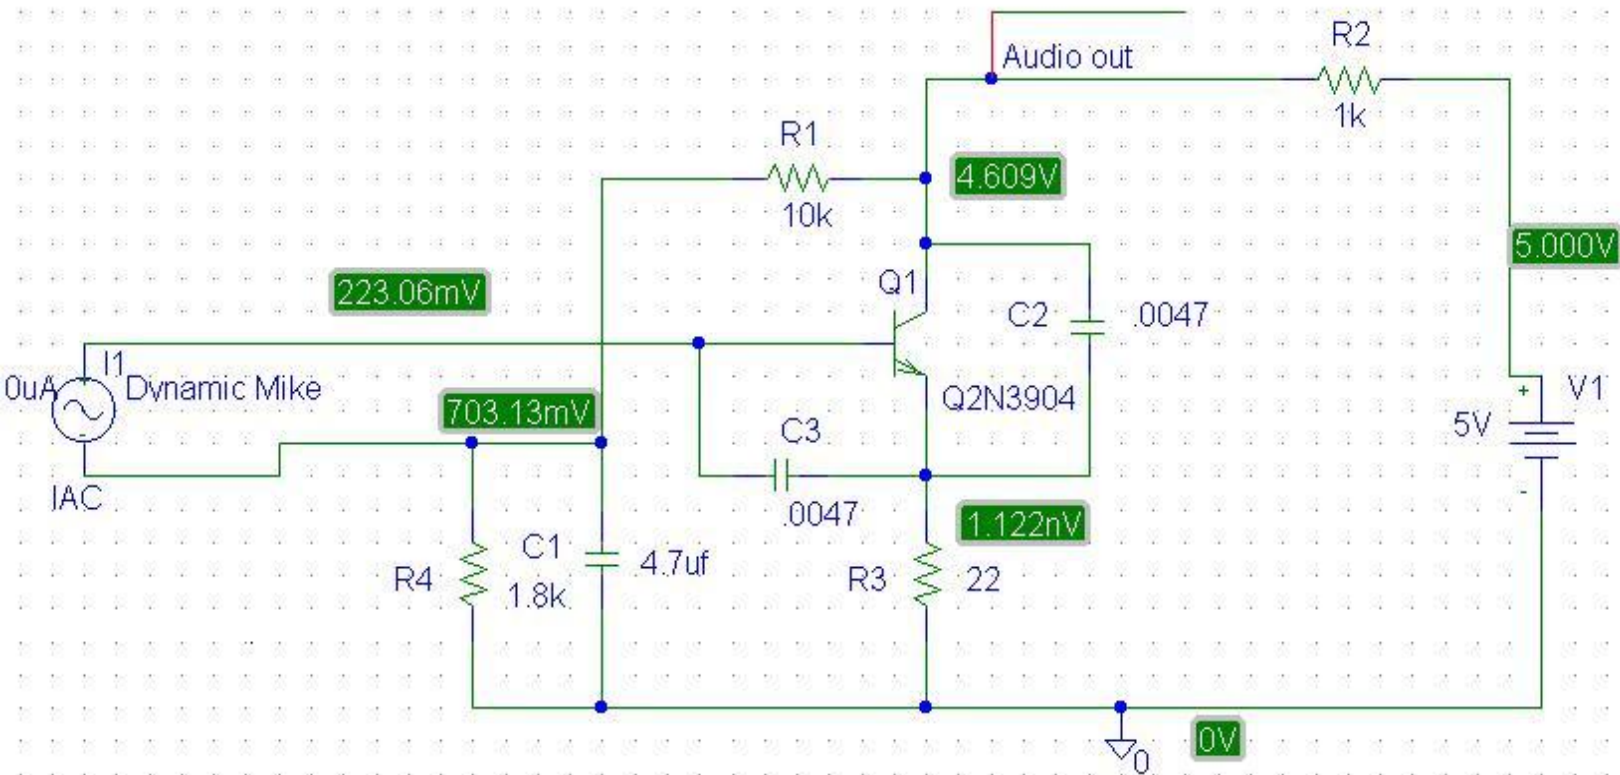 R2
Audio out
1k
R1
4.609V
10k
5.000V
223.06mV
Q1
C2
.0047
I1
0uA
Dynamic Mike
Q2N3904
+
V1
703.13mV
5V
C3
IAC
-
.0047
1.122nV
C1
4.7uf
R4
1.8k
R3
22
0V
0